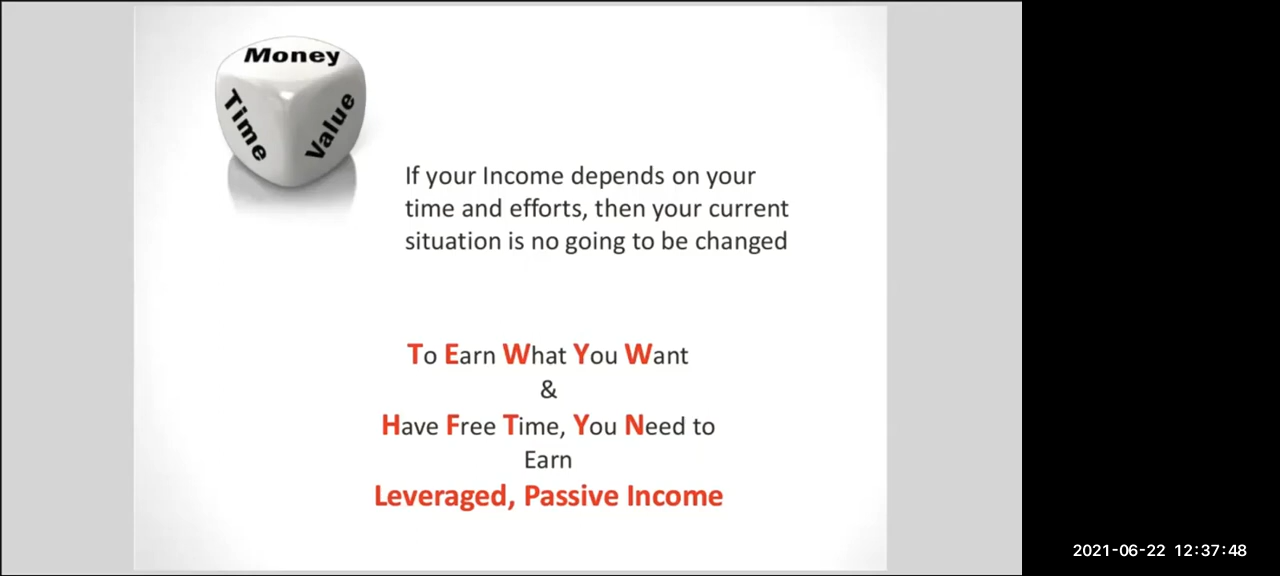 Money
Time
Value
If your Income depends on your
time and efforts, then your current
situation is no going to be changed
To Earn What You Want
&
Have Free Time, You Need to
Earn
Leveraged, Passive Income
2021-06-22 12:37:48